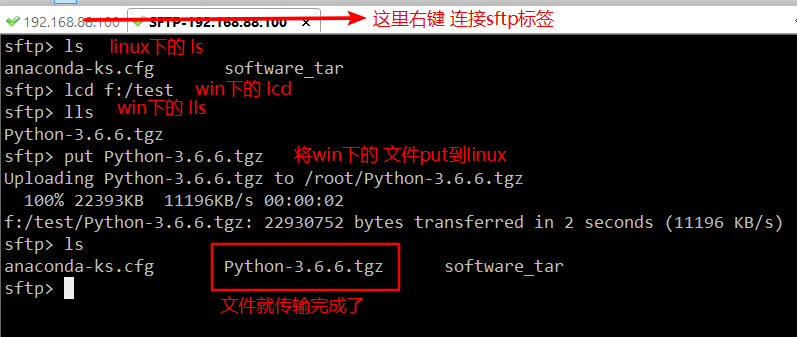 192.168.88.100 SFTP-192.168.88.100 × 这里右键 连接sftp标签
sftp> ls linux下的 ls
anaconda-ks.cfg software_tar
sftp> lcd f:/test win下的 lcd
sftp> lls win下的 lls
Python-3.6.6.tgz
sftp> put Python-3.6.6.tgz 将win下的 文件put到linux
Uploading Python-3.6.6.tgz to /root/Python-3.6.6.tgz
100% 22393KB 11196KB/s 00:00:02
f:/test/Python-3.6.6.tgz: 22930752 bytes transferred in 2 seconds (11196 KB/s)
sftp> ls
anaconda-ks.cfg Python-3.6.6.tgz software_tar
sftp>
文件就传输完成了